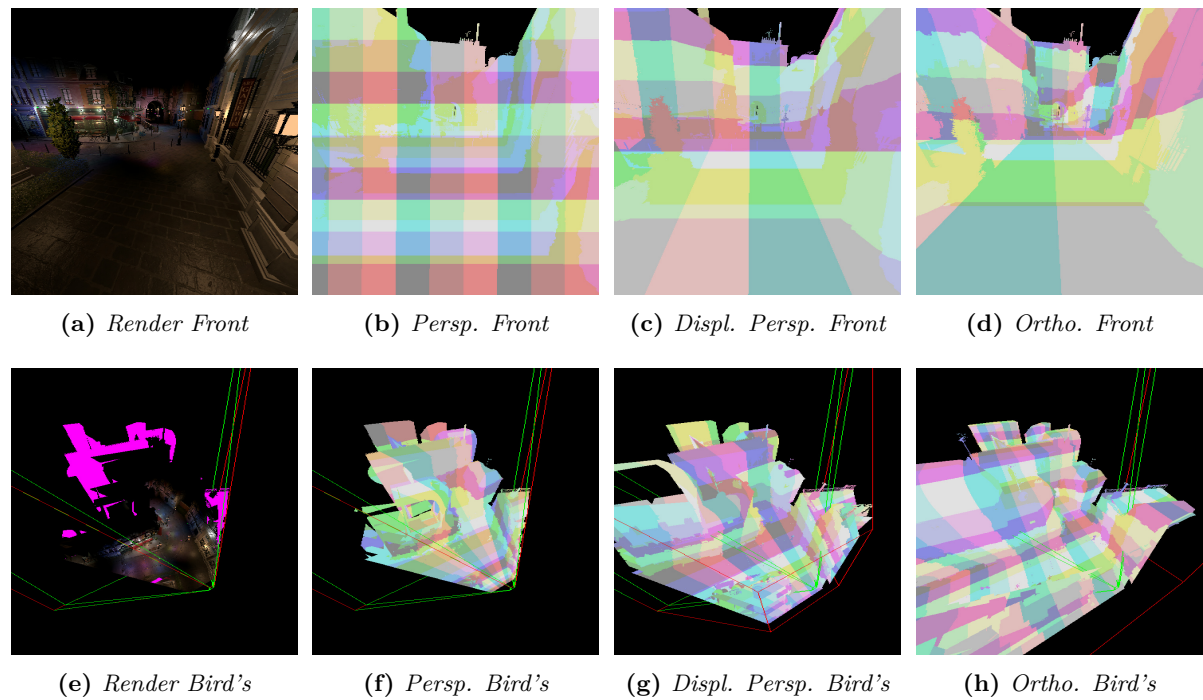 (a) Render Front
(b) Persp. Front
(c) Displ. Persp. Front
(d) Ortho. Front
(e) Render Bird's
(f) Persp. Bird's
(g) Displ. Persp. Bird's
(h) Ortho. Bird's